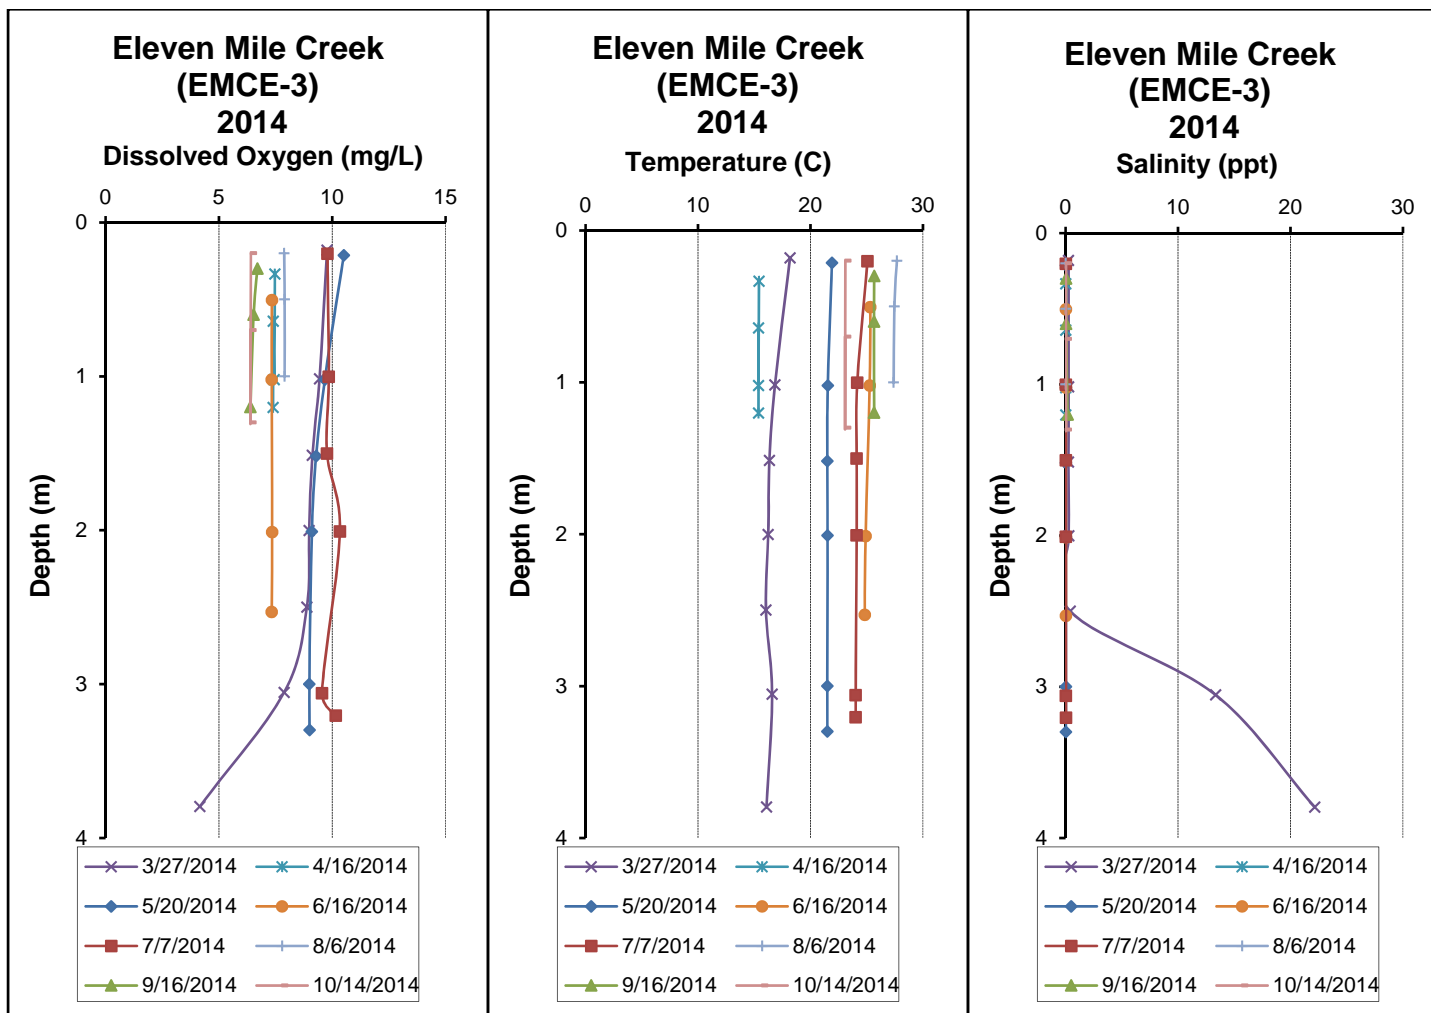 Eleven Mile Creek
(EMCE-3)
2014
Dissolved Oxygen (mg/L)
0 5 10 15
0
1
2
3
4
Depth (m)
3/27/2014 4/16/2014
5/20/2014 6/16/2014
7/7/2014 8/6/2014
9/16/2014 10/14/2014
Eleven Mile Creek
(EMCE-3)
2014
Temperature (C)
0 10 20 30
0
1
2
3
4
Depth (m)
3/27/2014 4/16/2014
5/20/2014 6/16/2014
7/7/2014 8/6/2014
9/16/2014 10/14/2014
Eleven Mile Creek
(EMCE-3)
2014
Salinity (ppt)
0 10 20 30
0
1
2
3
4
Depth (m)
3/27/2014 4/16/2014
5/20/2014 6/16/2014
7/7/2014 8/6/2014
9/16/2014 10/14/2014